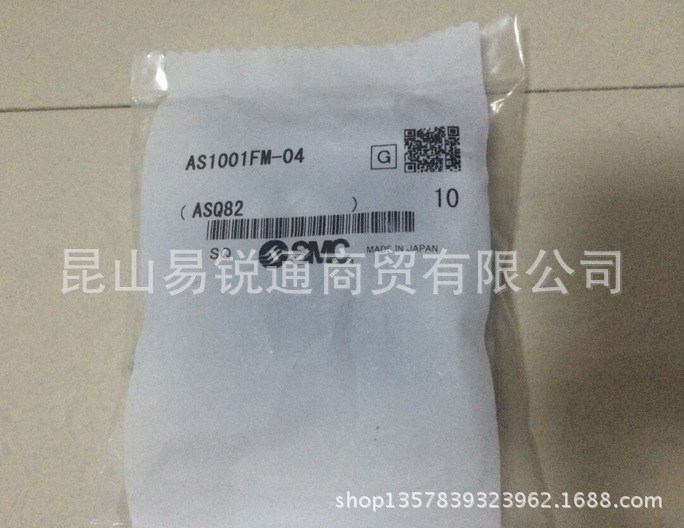 AS1001FM-04 G
(ASQ82 ) 10
SQ SMC MADE IN JAPAN
昆山易锐通商贸有限公司
shop1357839323962.1688.com